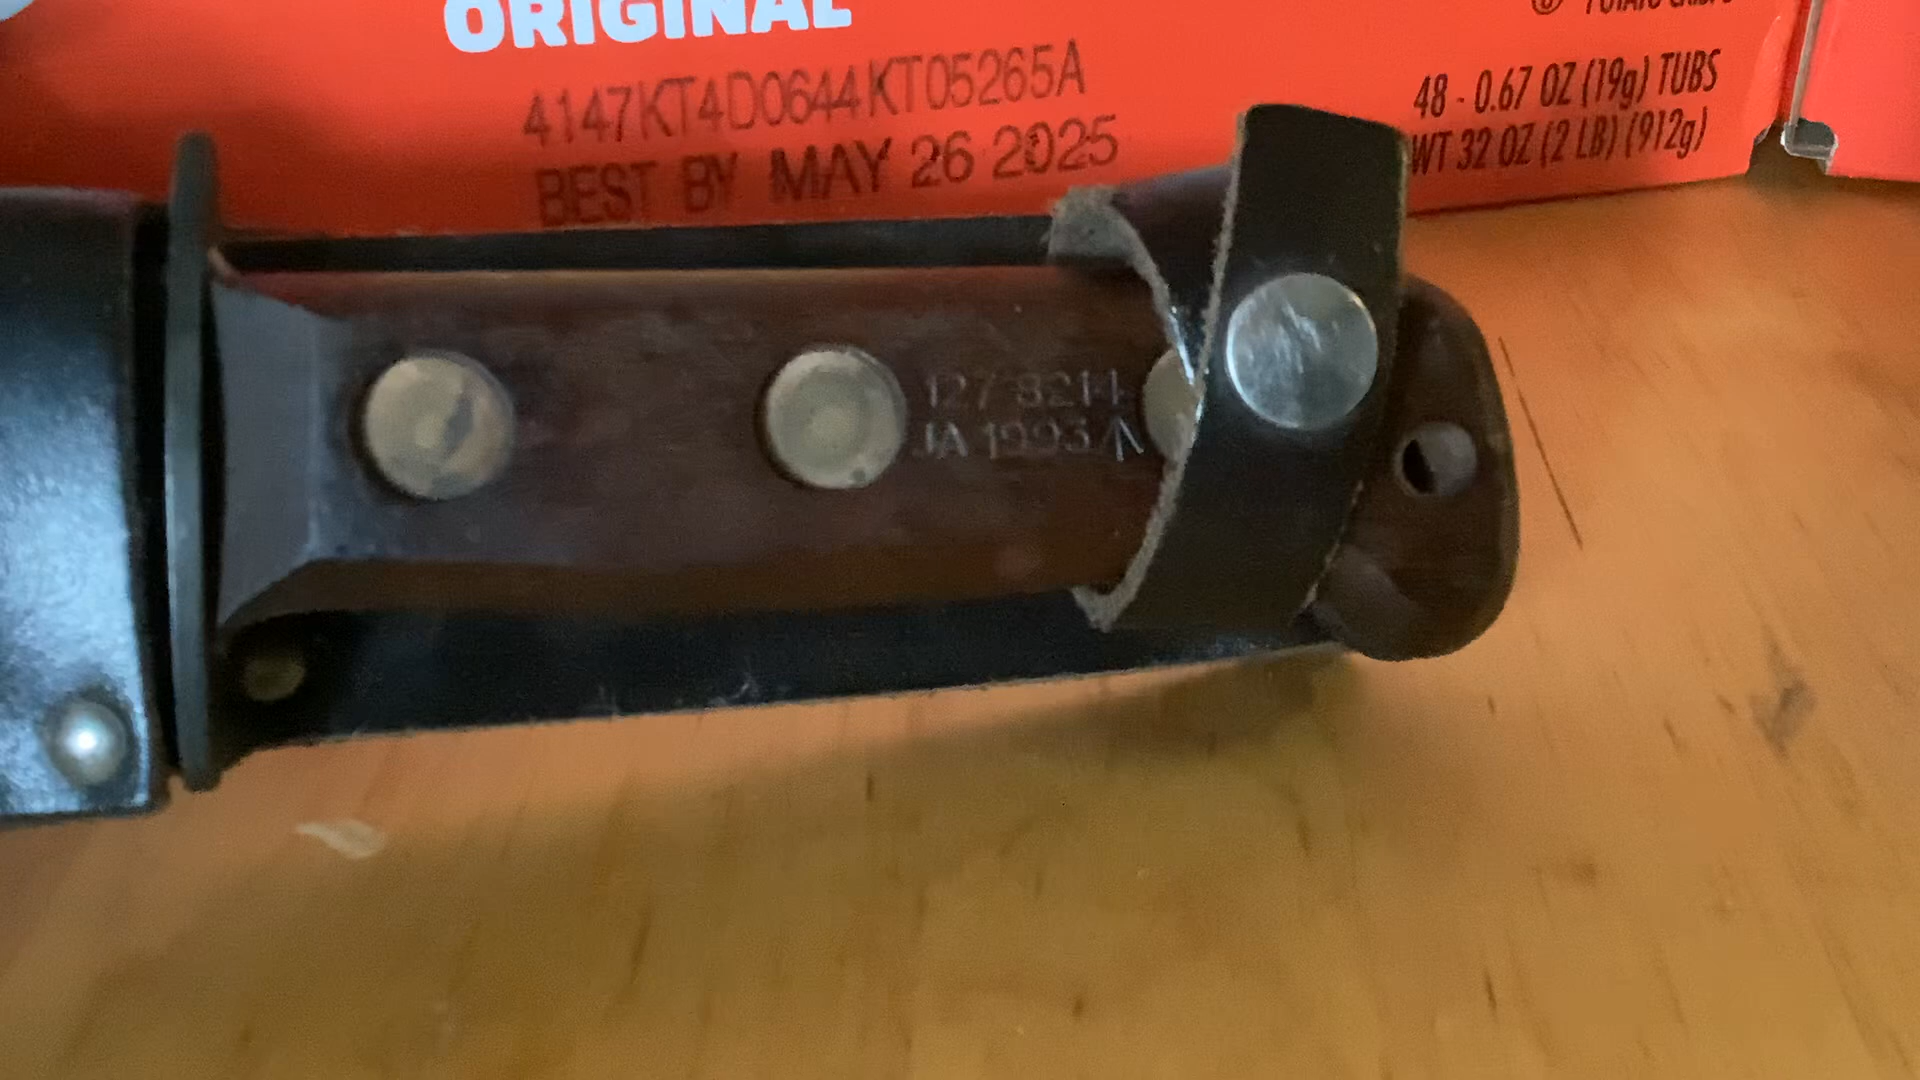 ORIGINAL
4147KT4D0644KT05265A
BEST BY MAY 26 2025
48 - 0.67 OZ (19g) TUBS
WT 32 OZ (2 LB) (912g)
127 8214
JA 1993